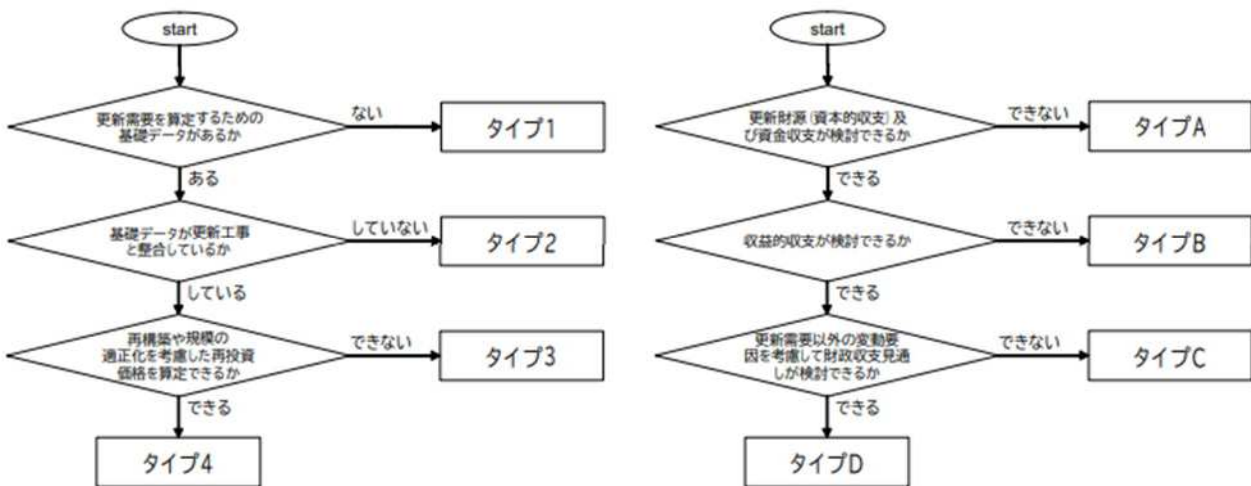 start
更新需要を算定するための
基礎データがあるか
ない
タイプ1
ある
基礎データが更新工事
と整合しているか
していない
タイプ2
している
再構築や規模の
適正化を考慮した再投資
価格を算定できるか
できない
タイプ3
できる
タイプ4
start
更新財源(資本的収支)及
び資金収支が検討できるか
できない
タイプA
できる
収益的収支が検討できるか
できない
タイプB
できる
更新需要以外の変動要
因を考慮して財政収支見通
しが検討できるか
できない
タイプC
できる
タイプD